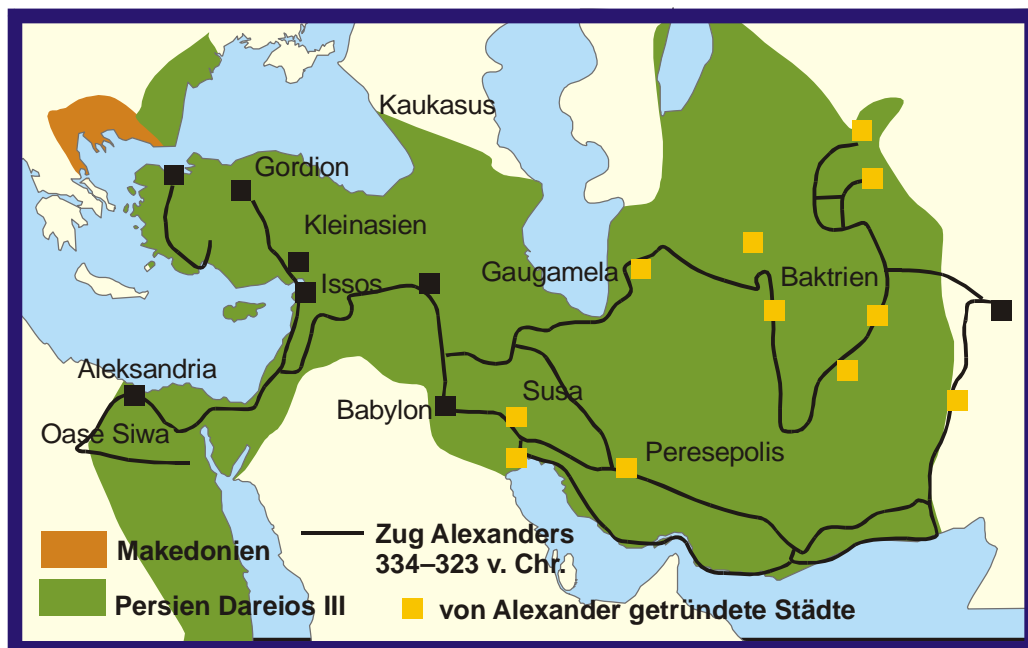 Kaukasus
Gordion
Kleinasien
Gaugamela
Issos
Baktrien
Aleksandria
Babylon
Susa
Oase Siwa
Peresepolis
Makedonien
Zug Alexanders
334–323 v. Chr.
Persien Dareios III
von Alexander getründete Städte